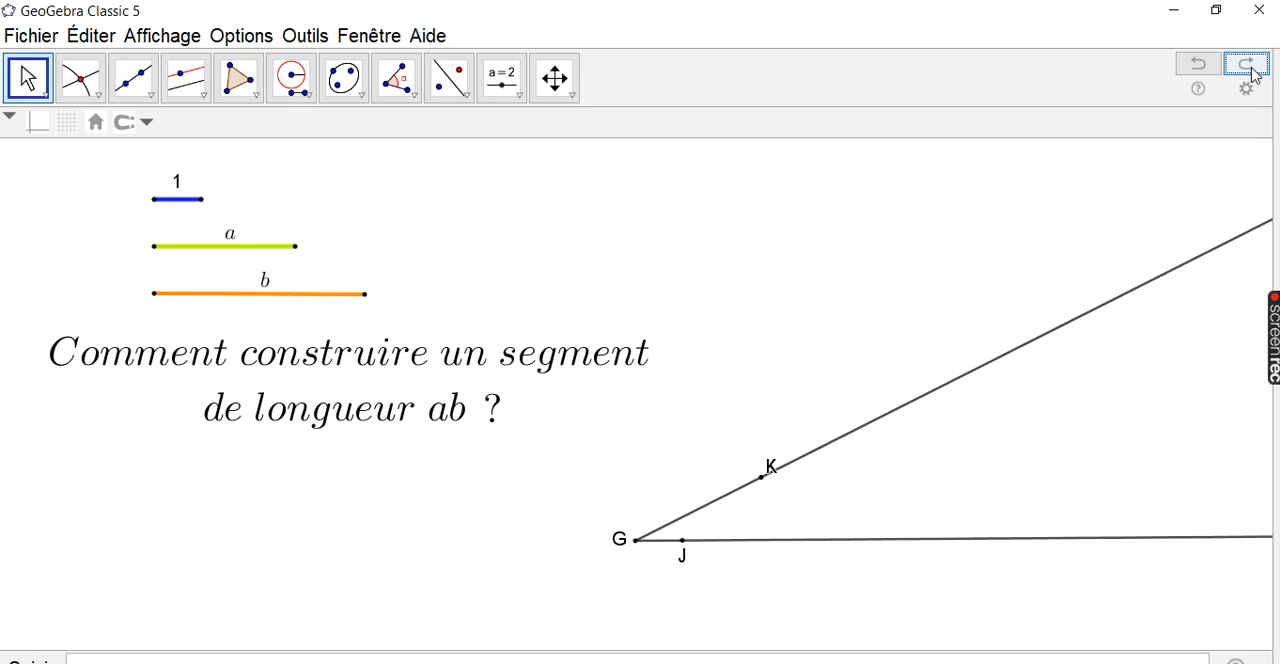 GeoGebra Classic 5
Fichier Éditer Affichage Options Outils Fenêtre Aide
α
a=2
1
a
b
Comment construire un segment
de longueur ab ?
K
G
J
screenrec